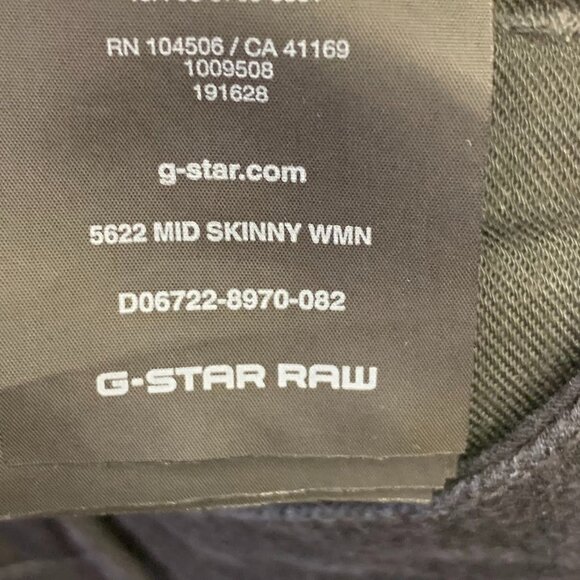 RN 104506 / CA 41169
1009508
191628
g-star.com
5622 MID SKINNY WMN
D06722-8970-082
G-STAR RAW